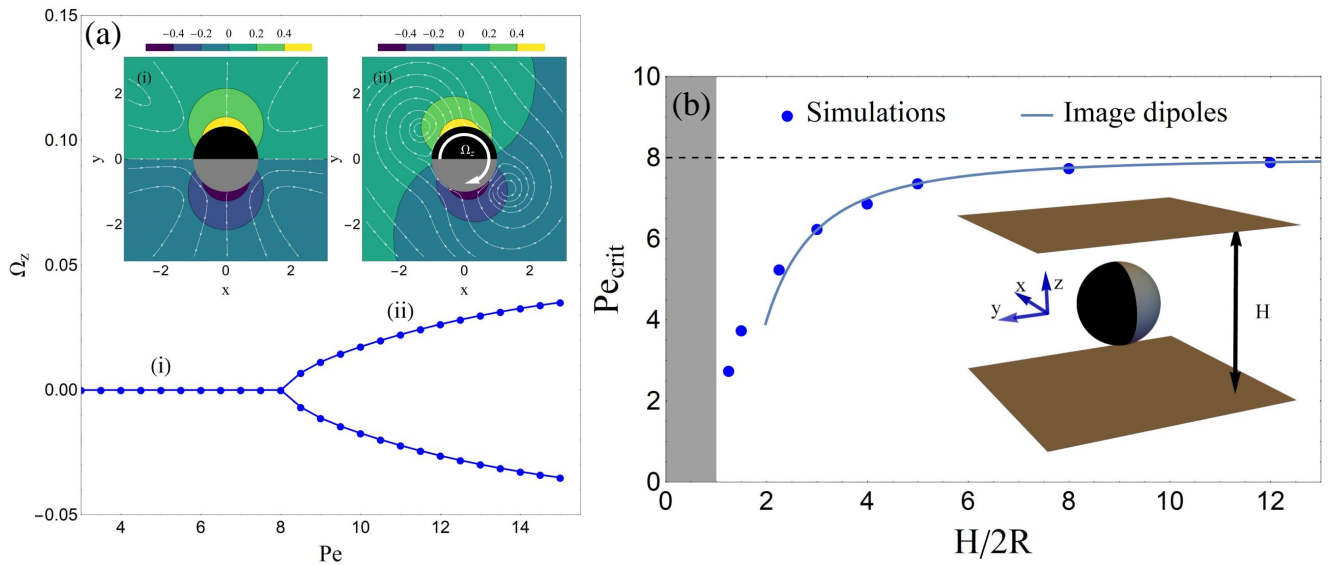 (a)
0.15
0.10
0.05
0.00
−0.05
Ω_z
4 6 8 10 12 14
Pe
(i)
(ii)
−0.4 −0.2 0 0.2 0.4
(i)
2
0
−2
y
−2 0 2
x
−0.4 −0.2 0 0.2 0.4
(ii)
2
0
−2
y
−2 0 2
x
Ω_z
(b)
Simulations
Image dipoles
10
8
6
4
2
0
Pe_crit
0 2 4 6 8 10 12
H/2R
x
y
z
H